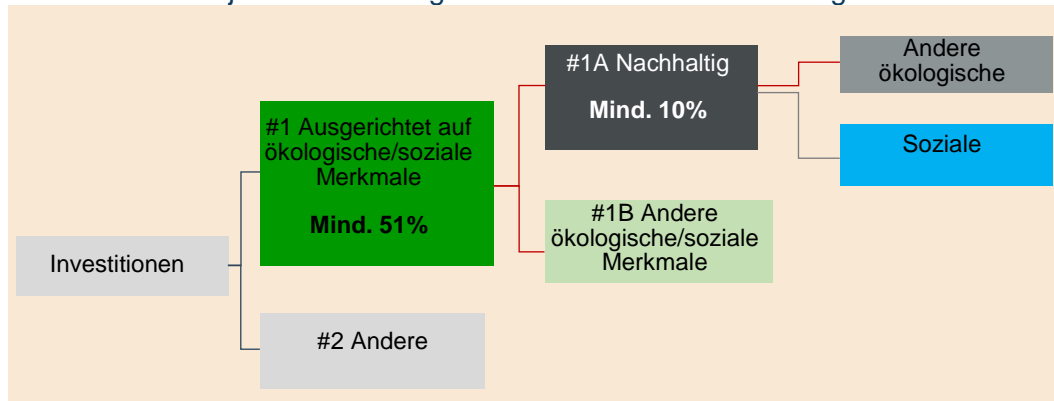 #1A Nachhaltig
Mind. 10%
Andere
ökologische
Soziale
#1 Ausgerichtet auf
ökologische/soziale
Merkmale
Mind. 51%
#1B Andere
ökologische/soziale
Merkmale
Investitionen
#2 Andere